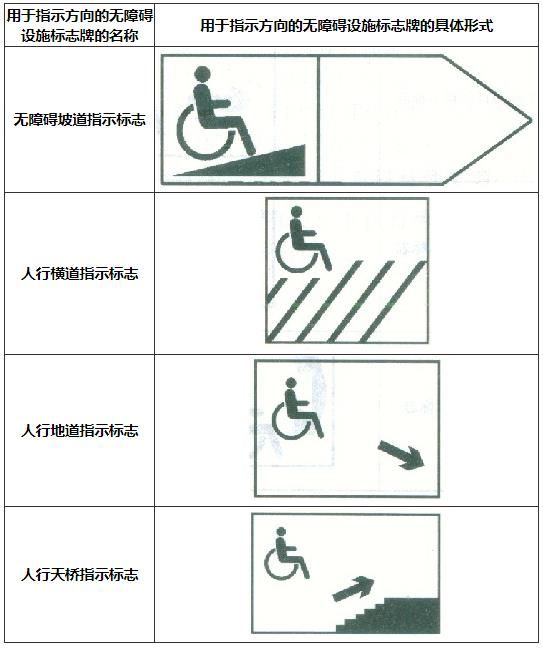 用于指示方向的无障碍
设施标志牌的名称
用于指示方向的无障碍设施标志牌的具体形式
无障碍坡道指示标志
人行横道指示标志
人行地道指示标志
人行天桥指示标志